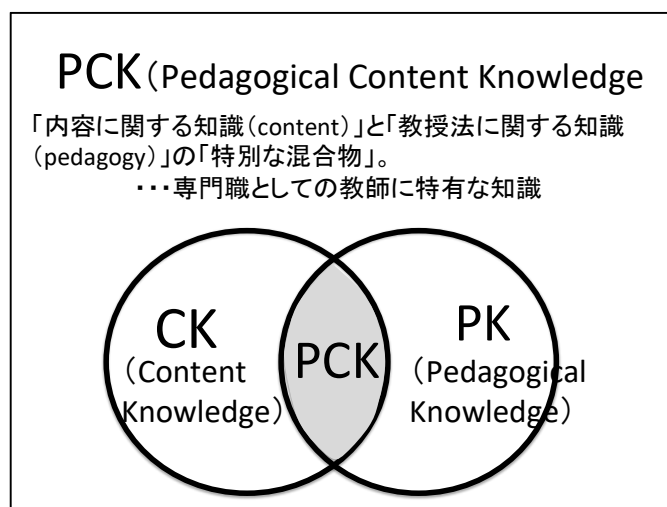 PCK(Pedagogical Content Knowledge
「内容に関する知識(content)」と「教授法に関する知識
(pedagogy)」の「特別な混合物」。
・・・専門職としての教師に特有な知識
CK
(Content
Knowledge)
PCK
PK
(Pedagogical
Knowledge)